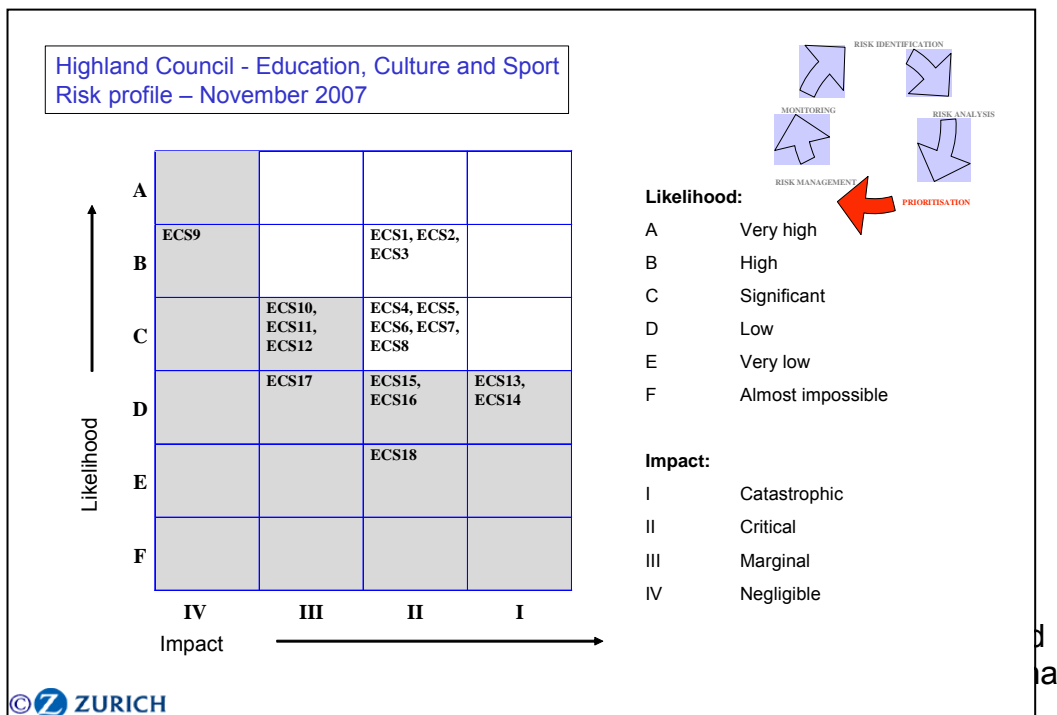 Highland Council - Education, Culture and Sport
Risk profile – November 2007
RISK IDENTIFICATION
MONITORING
RISK ANALYSIS
RISK MANAGEMENT
PRIORITISATION
A
B
ECS9
ECS1, ECS2,
ECS3
C
ECS10,
ECS11,
ECS12
ECS4, ECS5,
ECS6, ECS7,
ECS8
D
ECS17
ECS15,
ECS16
ECS13,
ECS14
E
ECS18
F
Likelihood
IV III II I
Impact
Likelihood:
A Very high
B High
C Significant
D Low
E Very low
F Almost impossible
Impact:
I Catastrophic
II Critical
III Marginal
IV Negligible
© ZURICH